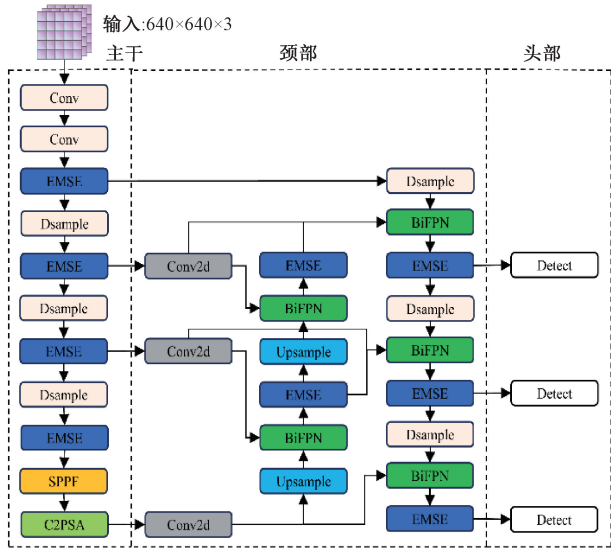 输入:640×640×3
主干
颈部
头部
Conv
Conv
EMSE
Dsample
EMSE
Dsample
EMSE
Dsample
EMSE
SPPF
C2PSA
Conv2d
Conv2d
Conv2d
EMSE
BiFPN
Upsample
EMSE
BiFPN
Upsample
Dsample
BiFPN
EMSE
Dsample
BiFPN
EMSE
Dsample
BiFPN
EMSE
Detect
Detect
Detect